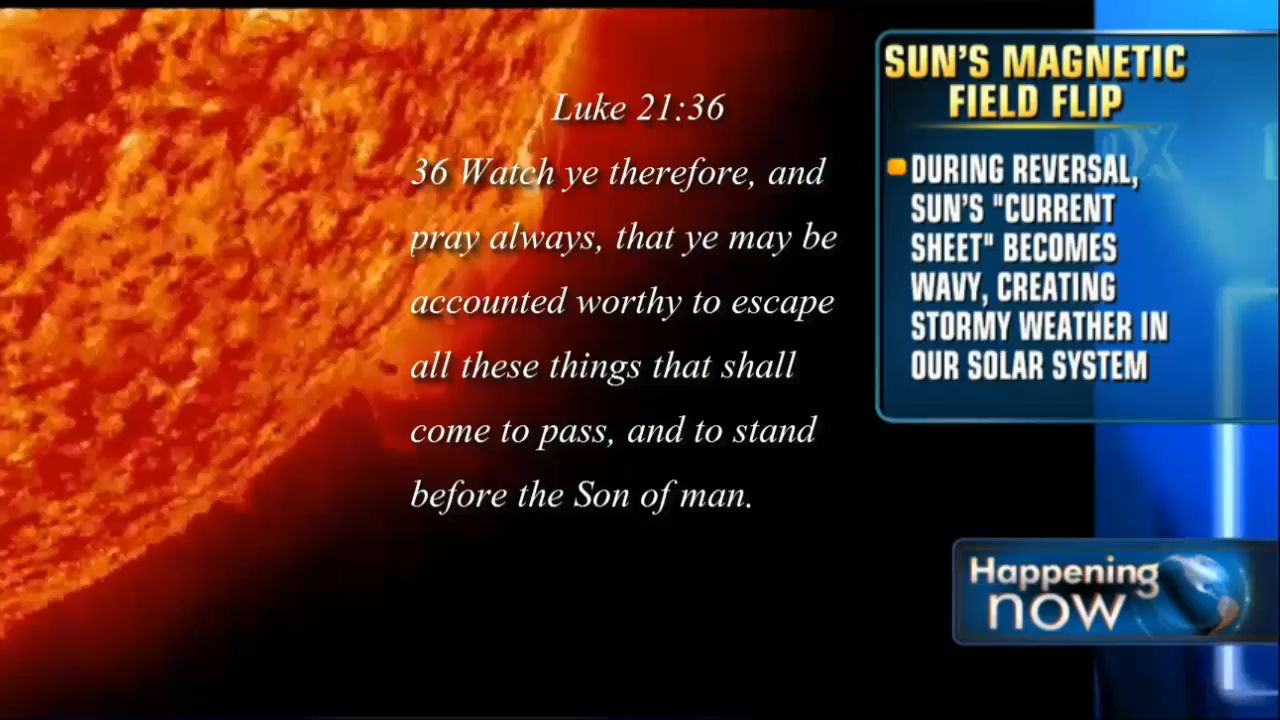 Luke 21:36
36 Watch ye therefore, and
pray always, that ye may be
accounted worthy to escape
all these things that shall
come to pass, and to stand
before the Son of man.
SUN'S MAGNETIC
FIELD FLIP
DURING REVERSAL,
SUN'S "CURRENT
SHEET" BECOMES
WAVY, CREATING
STORMY WEATHER IN
OUR SOLAR SYSTEM
Happening
now